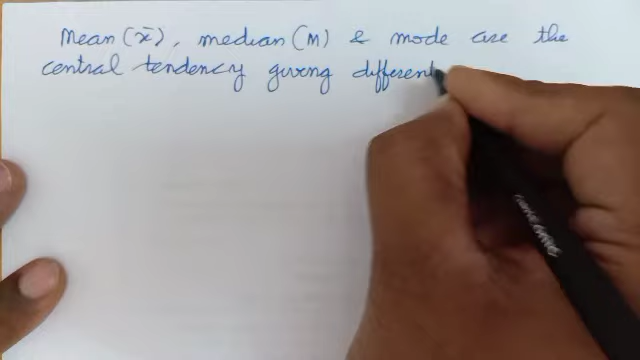 Mean (x̄), median (M) & mode are the
central tendency giving different